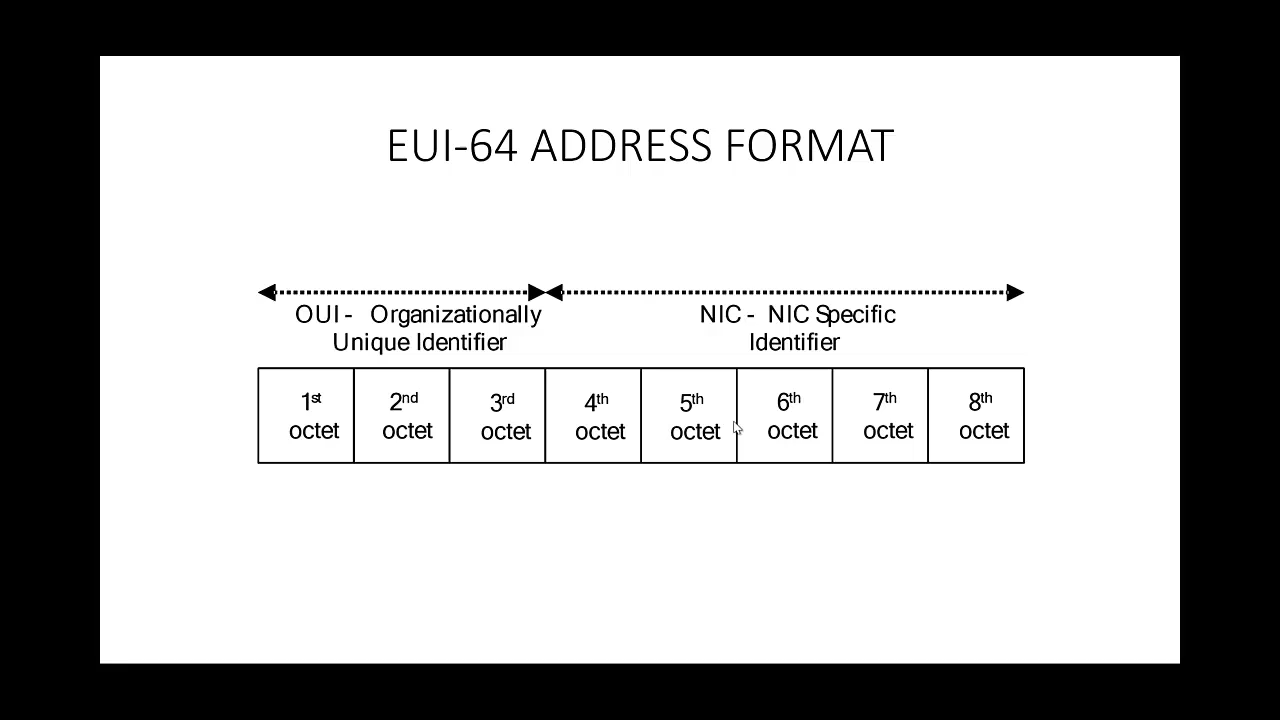 EUI-64 ADDRESS FORMAT
OUI - Organizationally
Unique Identifier
NIC - NIC Specific
Identifier
1st octet
2nd octet
3rd octet
4th octet
5th octet
6th octet
7th octet
8th octet